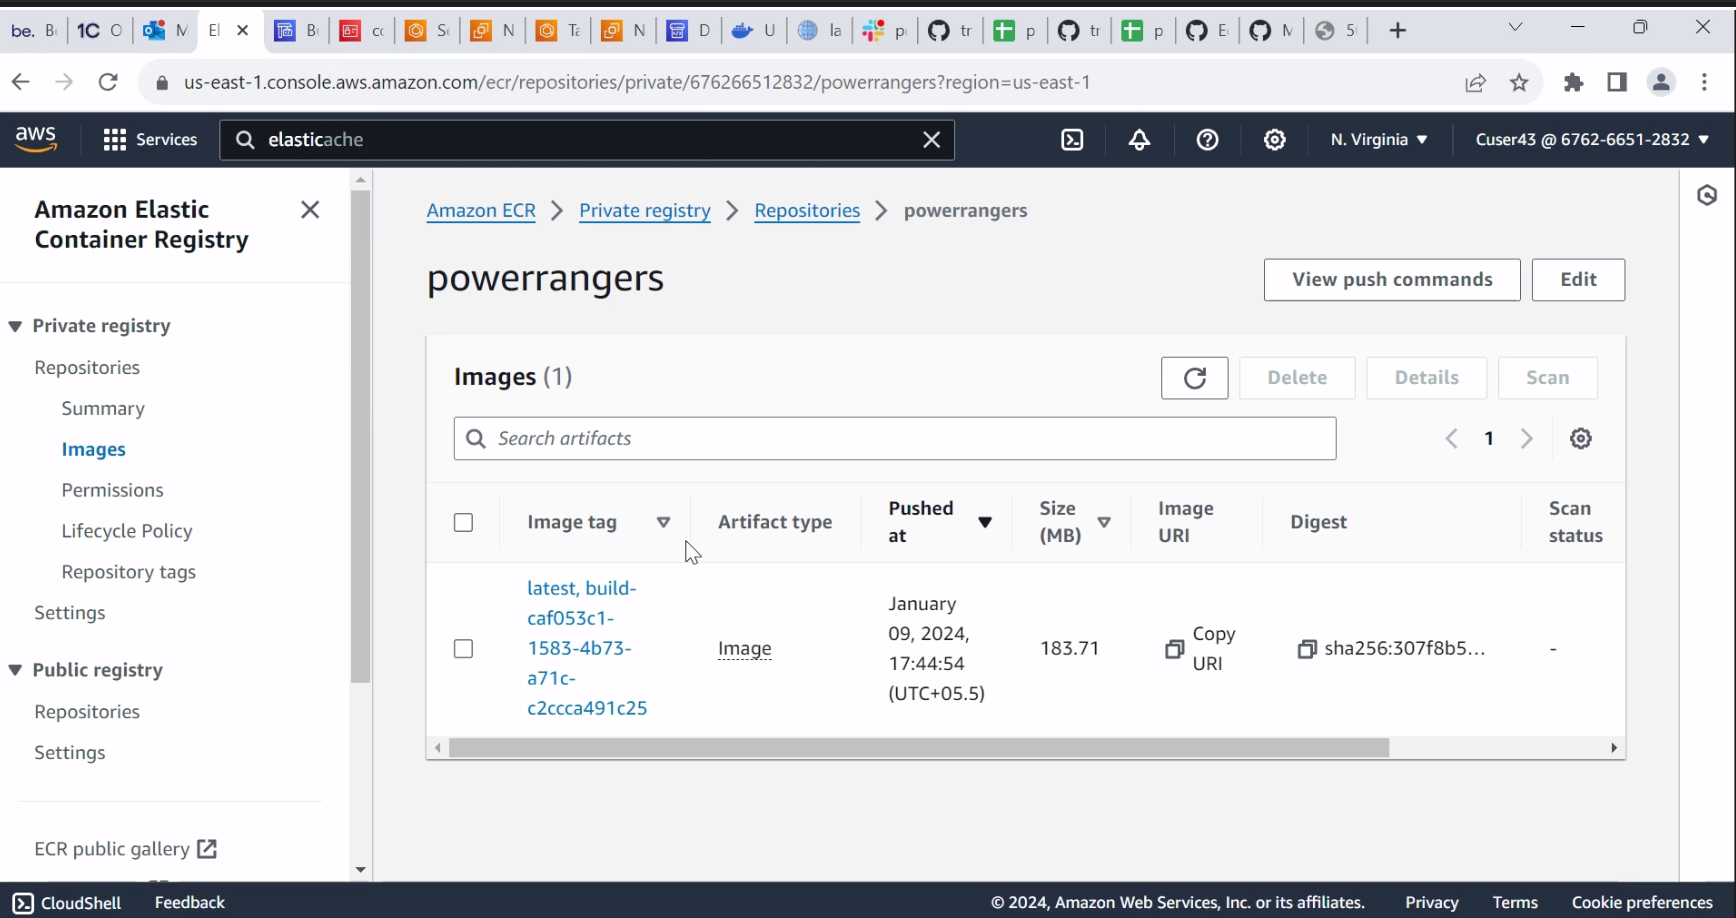 be. B
1C O
M
El
Bu
cc
Se
N
Ta
N
D
U
la
p
tr
p
tr
p
E
M
5
us-east-1.console.aws.amazon.com/ecr/repositories/private/676266512832/powerrangers?region=us-east-1
aws
Services
elasticache
N. Virginia
Cuser43 @ 6762-6651-2832
Amazon Elastic
Container Registry
Private registry
Repositories
Summary
Images
Permissions
Lifecycle Policy
Repository tags
Settings
Public registry
Repositories
Settings
ECR public gallery
Amazon ECR
Private registry
Repositories
powerrangers
powerrangers
View push commands
Edit
Images (1)
Delete
Details
Scan
Search artifacts
1
Image tag
Artifact type
Pushed
at
Size
(MB)
Image
URI
Digest
Scan
status
latest, build-
caf053c1-
1583-4b73-
a71c-
c2ccca491c25
Image
January
09, 2024,
17:44:54
(UTC+05.5)
183.71
Copy
URI
sha256:307f8b5...
-
CloudShell
Feedback
© 2024, Amazon Web Services, Inc. or its affiliates.
Privacy
Terms
Cookie preferences